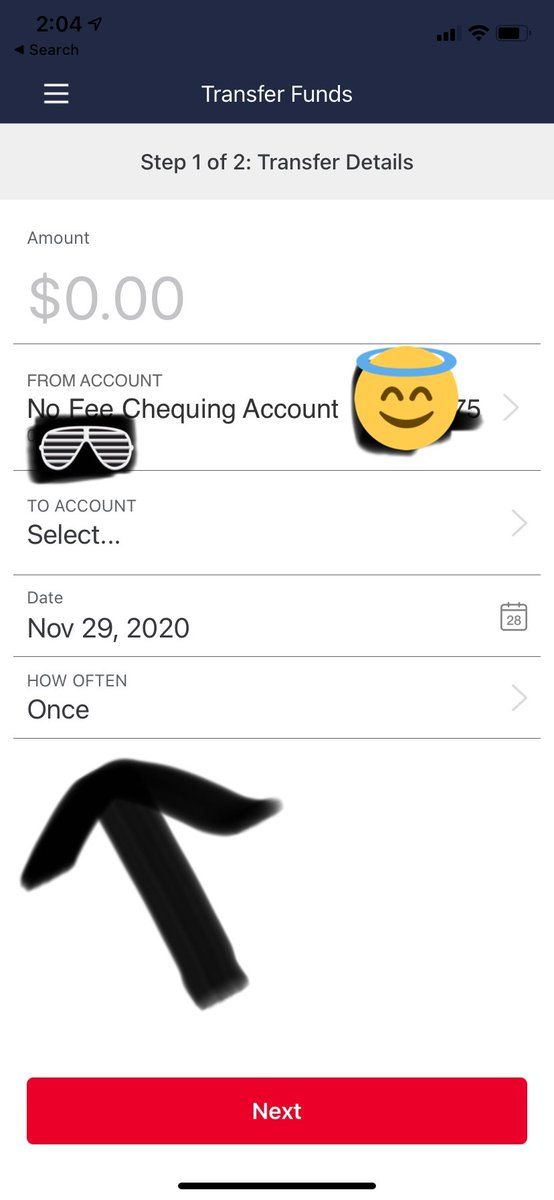 2:04
Search
Transfer Funds
Step 1 of 2: Transfer Details
Amount
$0.00
FROM ACCOUNT
No Fee Chequing Account 75
TO ACCOUNT
Select...
Date
Nov 29, 2020
28
HOW OFTEN
Once
Next